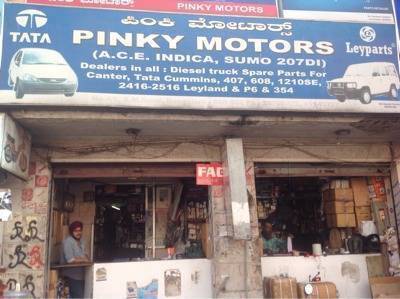 PINKY MOTORS
ಪಿಂಕಿ ಮೋಟಾರ್ಸ್
TATA
PINKY MOTORS
Leyparts
(A.C.E. INDICA, SUMO 207DI)
Dealers in all : Diesel truck Spare Parts For
Canter, Tata Cummins, 407, 608, 1210SE,
2416-2516 Leyland & P6 & 354
FAG